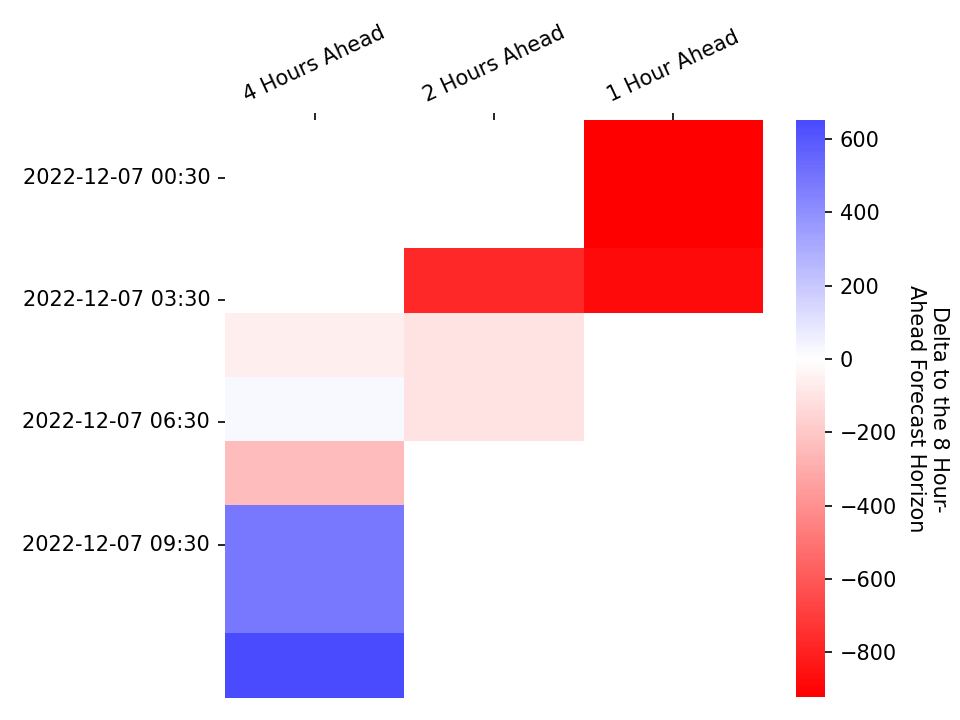 4 Hours Ahead
2 Hours Ahead
1 Hour Ahead
2022-12-07 00:30
2022-12-07 03:30
2022-12-07 06:30
2022-12-07 09:30
600
400
200
0
−200
−400
−600
−800
Delta to the 8 Hour-
Ahead Forecast Horizon